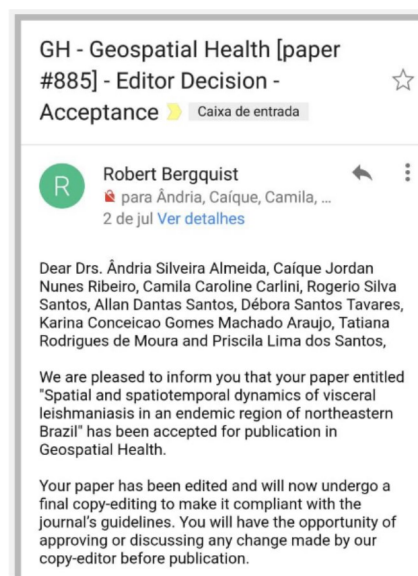 GH - Geospatial Health [paper
#885] - Editor Decision -
Acceptance Caixa de entrada
R
Robert Bergquist
para Ândria, Caíque, Camila, ...
2 de jul Ver detalhes
Dear Drs. Ândria Silveira Almeida, Caíque Jordan
Nunes Ribeiro, Camila Caroline Carlini, Rogerio Silva
Santos, Allan Dantas Santos, Débora Santos Tavares,
Karina Conceicao Gomes Machado Araujo, Tatiana
Rodrigues de Moura and Priscila Lima dos Santos,
We are pleased to inform you that your paper entitled
"Spatial and spatiotemporal dynamics of visceral
leishmaniasis in an endemic region of northeastern
Brazil" has been accepted for publication in
Geospatial Health.
Your paper has been edited and will now undergo a
final copy-editing to make it compliant with the
journal's guidelines. You will have the opportunity of
approving or discussing any change made by our
copy-editor before publication.